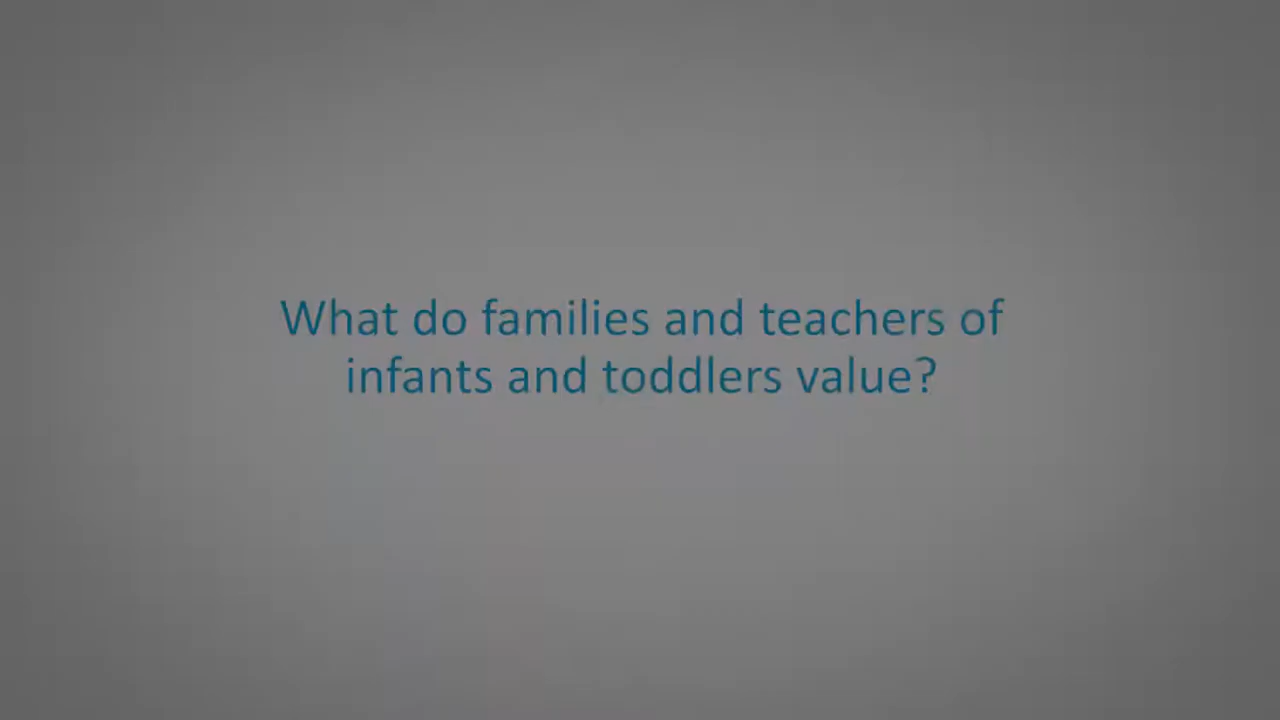 What do families and teachers of
infants and toddlers value?